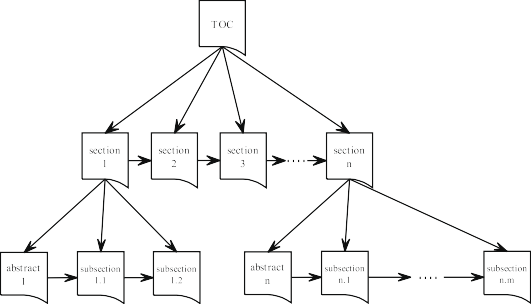 TOC
section
1
section
2
section
3
....
section
n
abstract
1
subsection
1.1
subsection
1.2
abstract
n
subsection
n.1
....
subsection
n.m